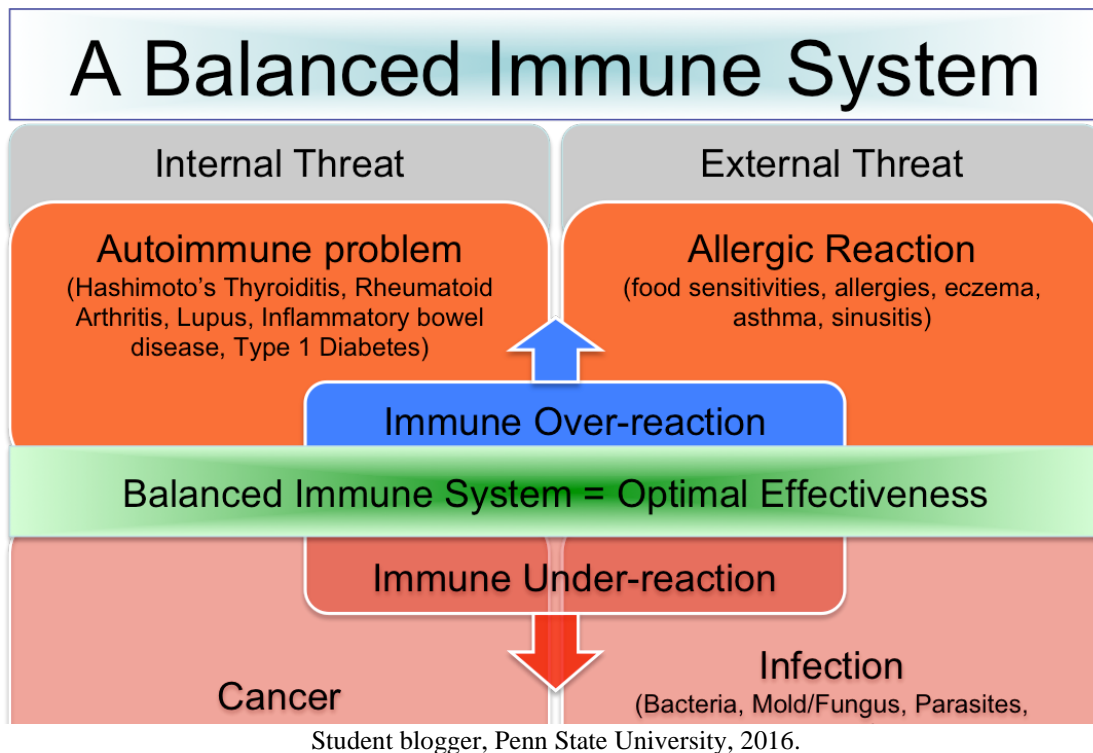 A Balanced Immune System
Internal Threat
External Threat
Autoimmune problem
(Hashimoto's Thyroiditis, Rheumatoid
Arthritis, Lupus, Inflammatory bowel
disease, Type 1 Diabetes)
Allergic Reaction
(food sensitivities, allergies, eczema,
asthma, sinusitis)
Immune Over-reaction
Balanced Immune System = Optimal Effectiveness
Immune Under-reaction
Cancer
Infection
(Bacteria, Mold/Fungus, Parasites,
Student blogger, Penn State University, 2016.